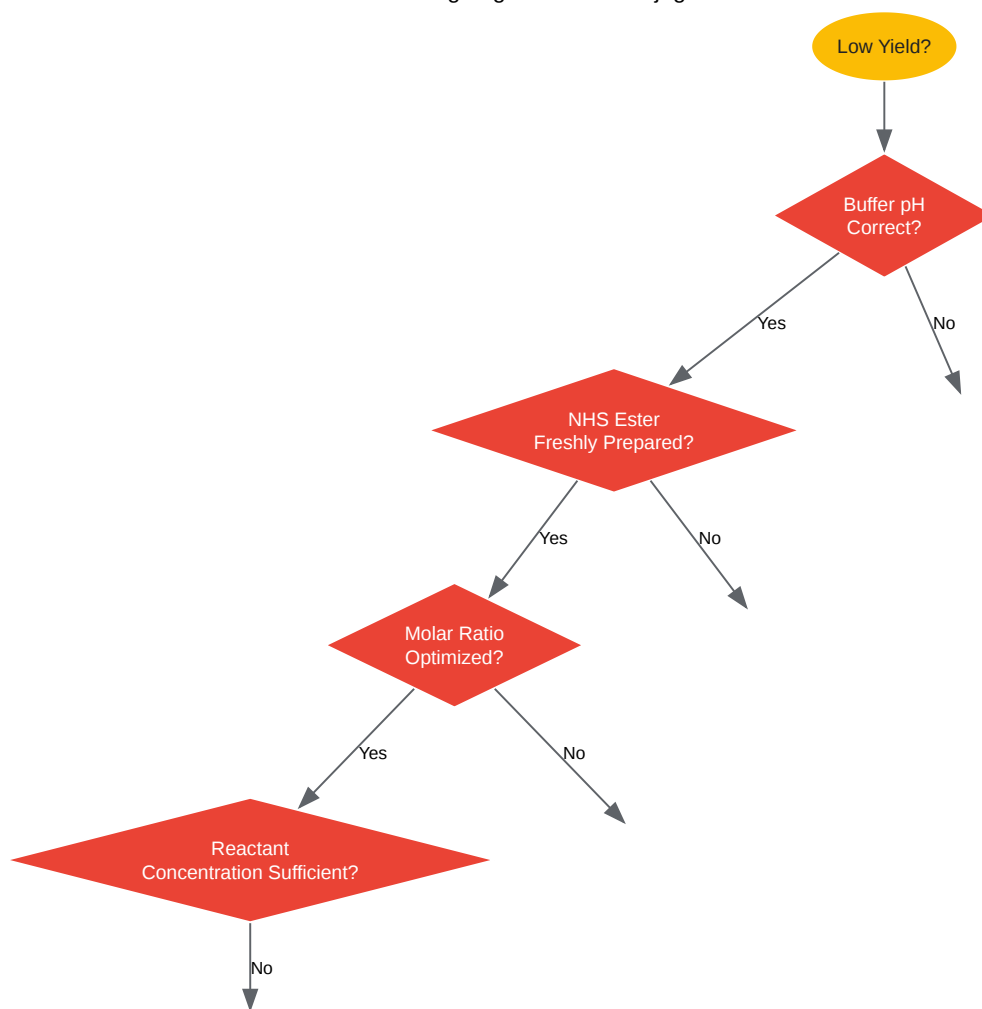 Low Yield?
Buffer pH
Correct?
Yes
No
NHS Ester
Freshly Prepared?
Yes
No
Molar Ratio
Optimized?
Yes
No
Reactant
Concentration Sufficient?
No